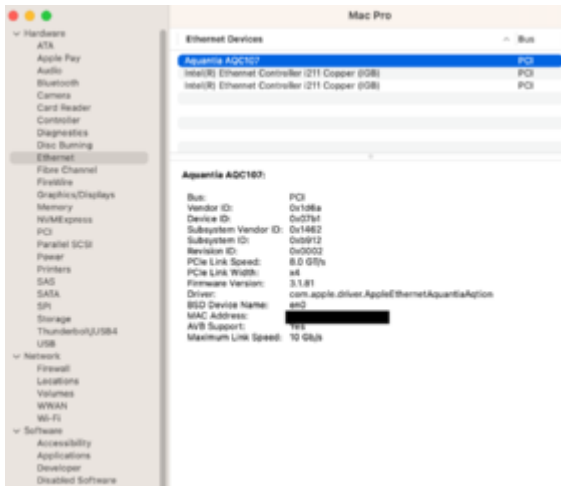 Mac Pro
Hardware
ATA
Apple Pay
Audio
Bluetooth
Camera
Card Reader
Controller
Diagnostics
Disc Burning
Ethernet
Fibre Channel
FireWire
Graphics/Displays
Memory
NVMExpress
PCI
Parallel SCSI
Power
Printers
SAS
SATA
SPI
Storage
Thunderbolt/USB4
USB
Network
Firewall
Locations
Volumes
WWAN
Wi-Fi
Software
Accessibility
Applications
Developer
Disabled Software
Ethernet Devices Bus
Aquantia AQC107 PCI
Intel(R) Ethernet Controller i211 Copper (IGB) PCI
Intel(R) Ethernet Controller i211 Copper (IGB) PCI
Aquantia AQC107:
Bus: PCI
Vendor ID: 0x1d6a
Device ID: 0x07b1
Subsystem Vendor ID: 0x1462
Subsystem ID: 0xb912
Revision ID: 0x0002
PCIe Link Speed: 8.0 GT/s
PCIe Link Width: x4
Firmware Version: 3.1.81
Driver: com.apple.driver.AppleEthernetAquantiaAqtion
BSD Device Name: en0
MAC Address:
AVB Support: Yes
Maximum Link Speed: 10 Gb/s